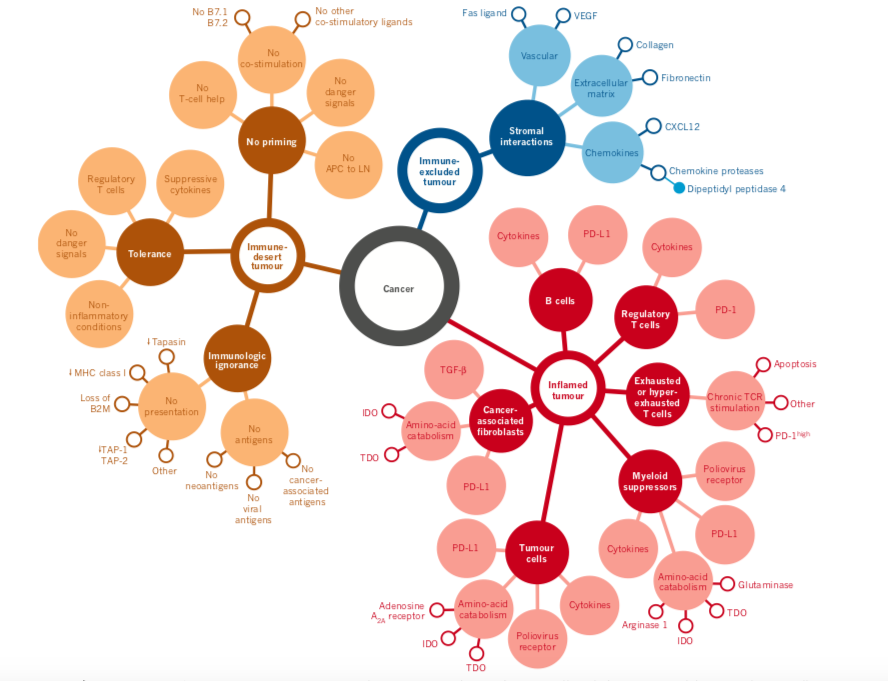 No B7.1
B7.2
No other
co-stimulatory ligands
No
co-stimulation
No
T-cell help
No
danger
signals
No priming
No
APC to LN
Regulatory
T cells
Suppressive
cytokines
No
danger
signals
Tolerance
Non-
inflammatory
conditions
Immune-
desert
tumour
Immunologic
ignorance
↓Tapasin
↓MHC class I
Loss of
B2M
↓TAP-1
TAP-2
Other
No
presentation
No
antigens
No
neoantigens
No
viral
antigens
No
cancer-
associated
antigens
Cancer
Immune-
excluded
tumour
Stromal
interactions
Fas ligand
VEGF
Vascular
Collagen
Extracellular
matrix
Fibronectin
CXCL12
Chemokines
Chemokine proteases
Dipeptidyl peptidase 4
Inflamed
tumour
Cytokines
PD-L1
B cells
Cytokines
Regulatory
T cells
PD-1
Exhausted
or hyper-
exhausted
T cells
Chronic TCR
stimulation
Apoptosis
Other
PD-1high
Myeloid
suppressors
Poliovirus
receptor
PD-L1
Cytokines
Amino-acid
catabolism
Glutaminase
TDO
IDO
Arginine 1
TGF-β
Cancer-
associated
fibroblasts
IDO
Amino-acid
catabolism
TDO
PD-L1
Tumour
cells
PD-L1
Amino-acid
catabolism
Adenosine
A2A receptor
IDO
TDO
Poliovirus
receptor
Cytokines